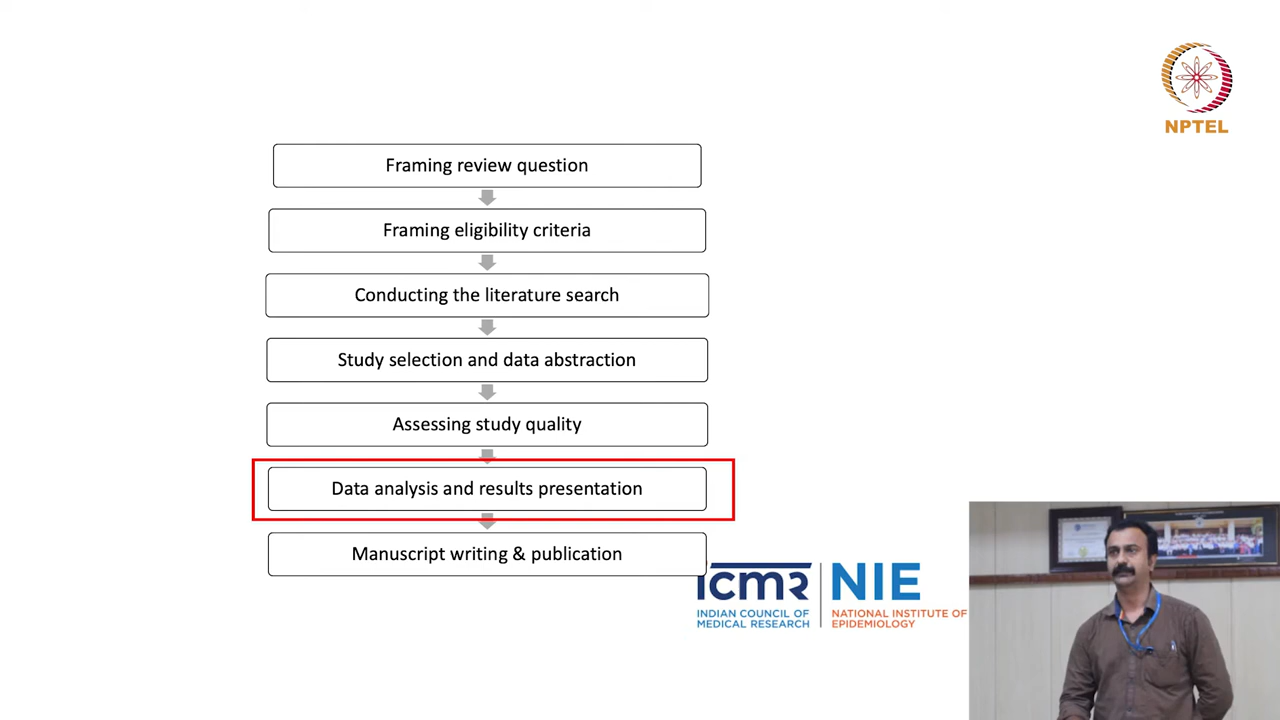 NPTEL
Framing review question
Framing eligibility criteria
Conducting the literature search
Study selection and data abstraction
Assessing study quality
Data analysis and results presentation
Manuscript writing & publication
icmr
NIE
INDIAN COUNCIL OF
MEDICAL RESEARCH
NATIONAL INSTITUTE OF
EPIDEMIOLOGY